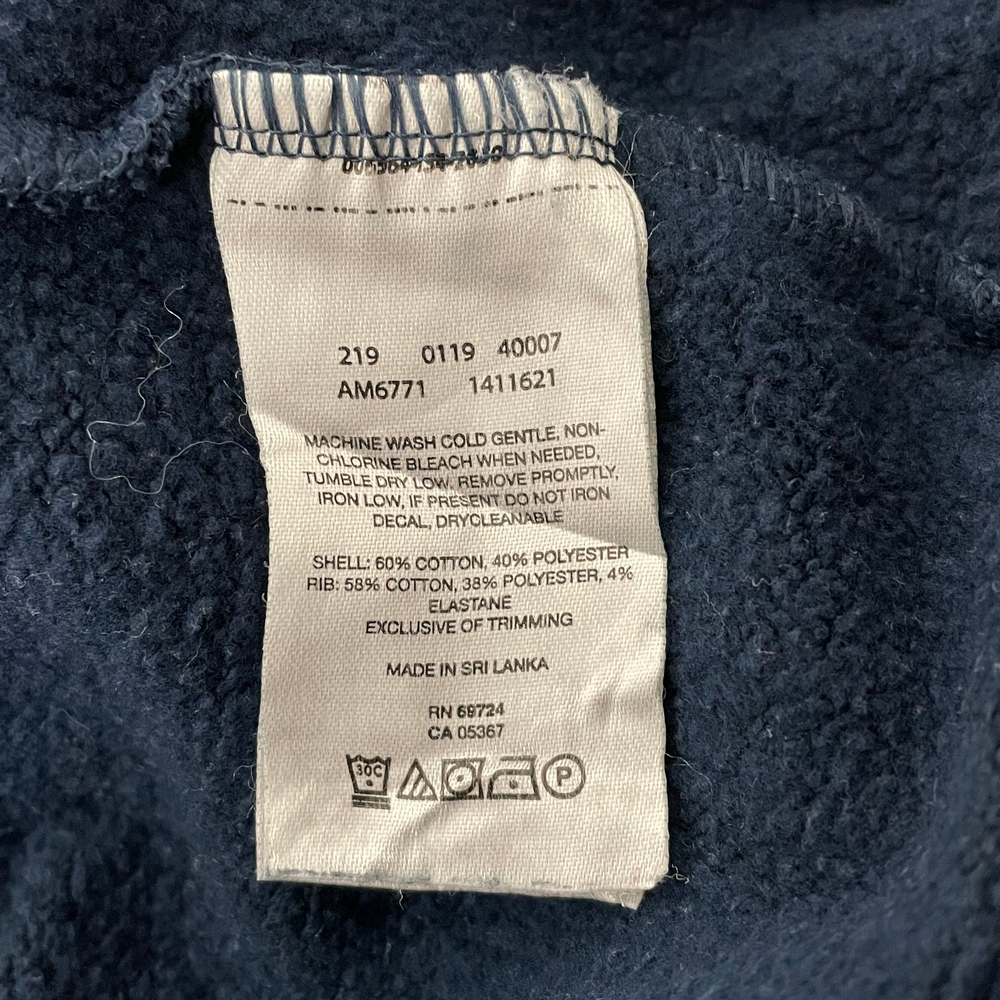 219 0119 40007
AM6771 1411621
MACHINE WASH COLD GENTLE, NON-
CHLORINE BLEACH WHEN NEEDED,
TUMBLE DRY LOW, REMOVE PROMPTLY,
IRON LOW, IF PRESENT DO NOT IRON
DECAL, DRYCLEANABLE
SHELL: 60% COTTON, 40% POLYESTER
RIB: 58% COTTON, 38% POLYESTER, 4%
ELASTANE
EXCLUSIVE OF TRIMMING
MADE IN SRI LANKA
RN 69724
CA 05367
30C P